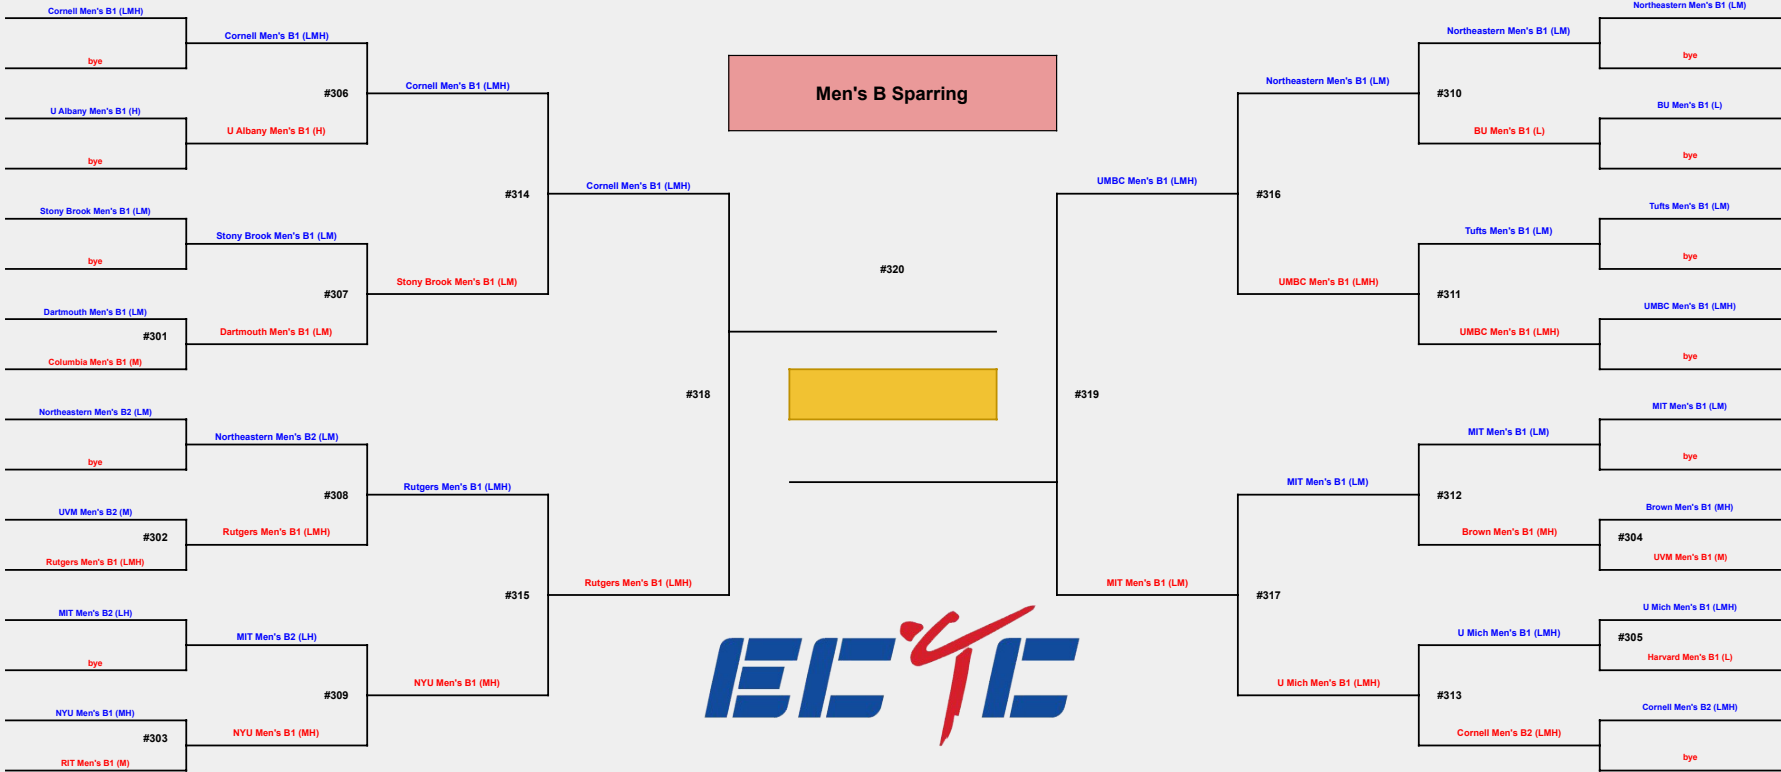 Cornell Men's B1 (LMH)
bye
U Albany Men's B1 (H)
bye
Stony Brook Men's B1 (LM)
bye
Dartmouth Men's B1 (LM)
#301
Columbia Men's B1 (M)
Northeastern Men's B2 (LM)
bye
UVM Men's B2 (M)
#302
Rutgers Men's B1 (LMH)
MIT Men's B2 (LH)
bye
NYU Men's B1 (MH)
#303
RIT Men's B1 (M)
Cornell Men's B1 (LMH)
#306
U Albany Men's B1 (H)
Stony Brook Men's B1 (LM)
#307
Dartmouth Men's B1 (LM)
Northeastern Men's B2 (LM)
#308
Rutgers Men's B1 (LMH)
MIT Men's B2 (LH)
#309
NYU Men's B1 (MH)
Cornell Men's B1 (LMH)
#314
Stony Brook Men's B1 (LM)
Rutgers Men's B1 (LMH)
#315
NYU Men's B1 (MH)
Cornell Men's B1 (LMH)
#318
Rutgers Men's B1 (LMH)
Men's B Sparring
#320
ECTC
UMBC Men's B1 (LMH)
#319
MIT Men's B1 (LM)
Northeastern Men's B1 (LM)
#316
UMBC Men's B1 (LMH)
MIT Men's B1 (LM)
#317
U Mich Men's B1 (LMH)
Northeastern Men's B1 (LM)
#310
BU Men's B1 (L)
Tufts Men's B1 (LM)
#311
UMBC Men's B1 (LMH)
MIT Men's B1 (LM)
#312
Brown Men's B1 (MH)
U Mich Men's B1 (LMH)
#313
Cornell Men's B2 (LMH)
Northeastern Men's B1 (LM)
bye
BU Men's B1 (L)
bye
Tufts Men's B1 (LM)
bye
UMBC Men's B1 (LMH)
bye
MIT Men's B1 (LM)
bye
Brown Men's B1 (MH)
#304
UVM Men's B1 (M)
U Mich Men's B1 (LMH)
#305
Harvard Men's B1 (L)
Cornell Men's B2 (LMH)
bye